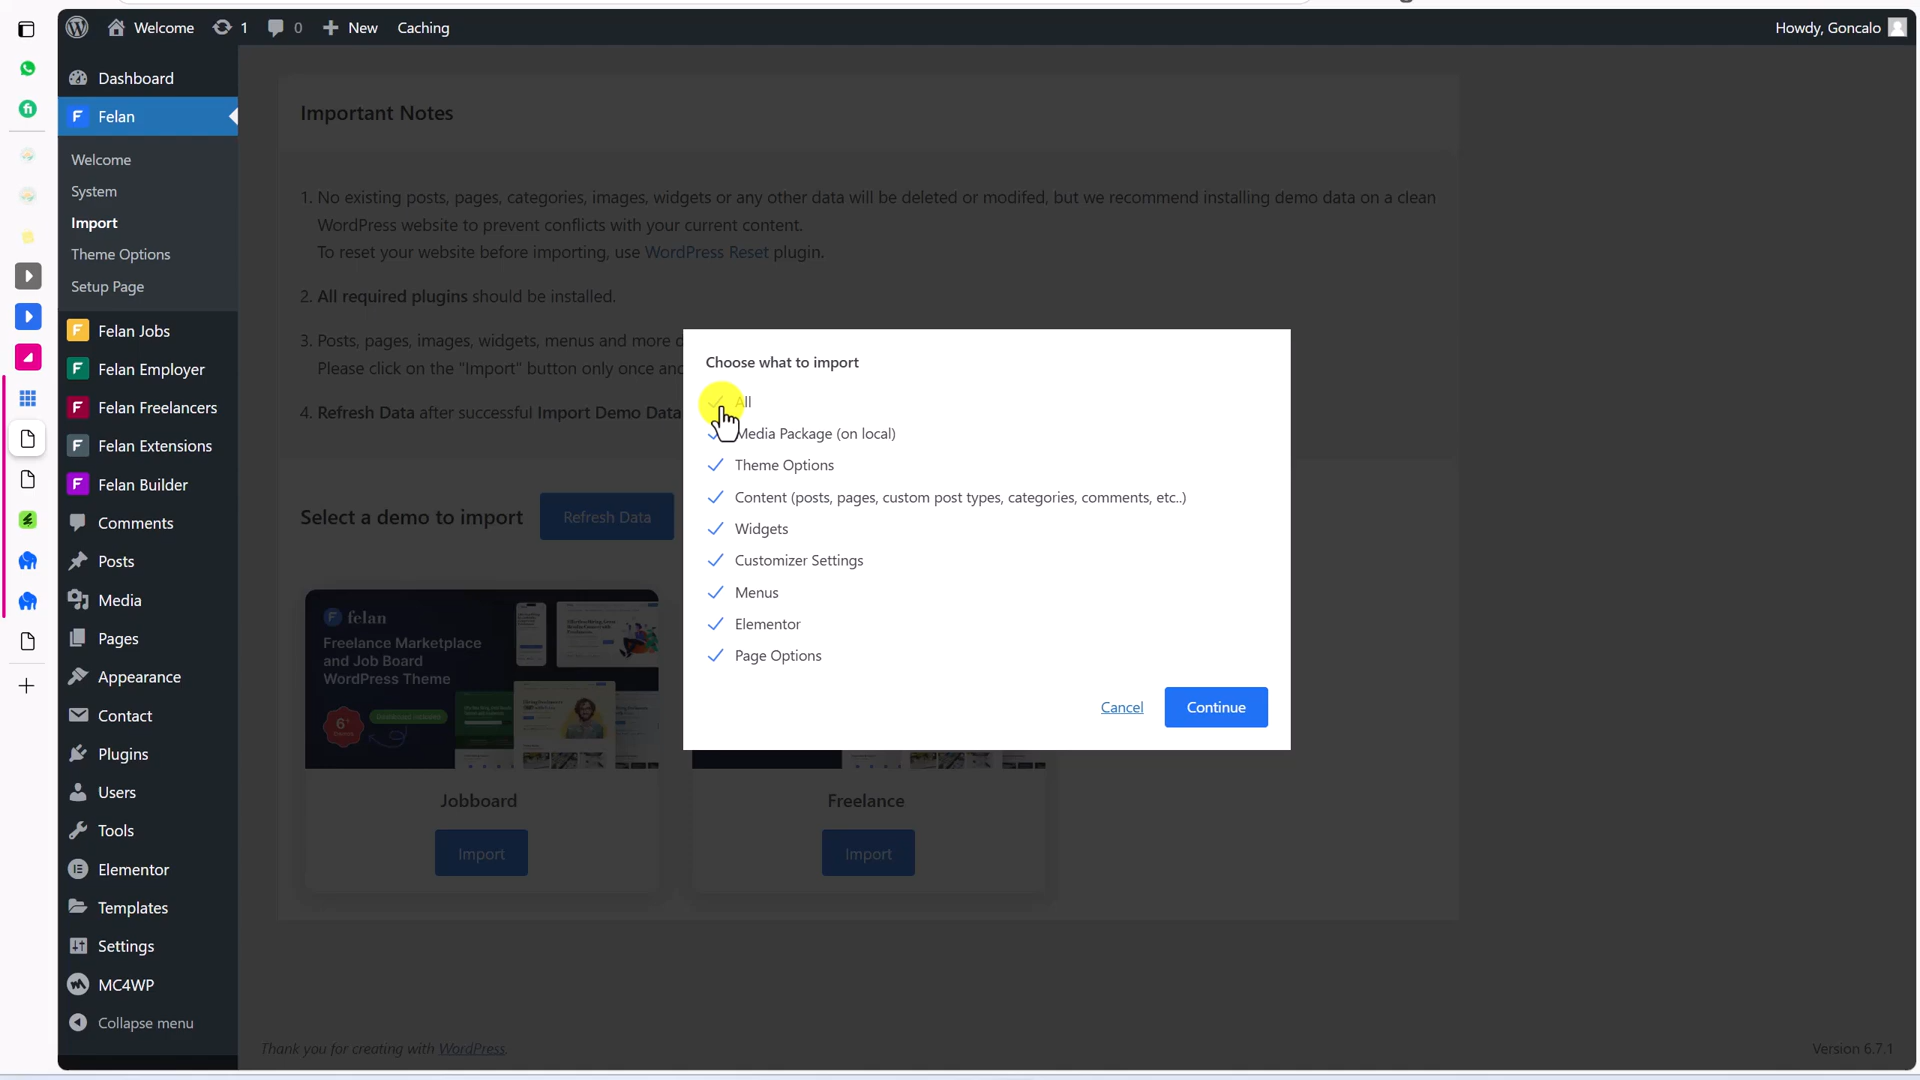 Welcome
1
0
New
Caching
Howdy, Goncalo
Dashboard
Felan
Welcome
System
Import
Theme Options
Setup Page
Felan Jobs
Felan Employer
Felan Freelancers
Felan Extensions
Felan Builder
Comments
Posts
Media
Pages
Appearance
Contact
Plugins
Users
Tools
Elementor
Templates
Settings
MC4WP
Collapse menu
Important Notes
1. No existing posts, pages, categories, images, widgets or any other data will be deleted or modifed, but we recommend installing demo data on a clean
WordPress website to prevent conflicts with your current content.
To reset your website before importing, use WordPress Reset plugin.
2. All required plugins should be installed.
3. Posts, pages, images, widgets, menus and more
Please click on the "Import" button only once
4. Refresh Data after successful Import Demo Data
Select a demo to import
Refresh Data
Choose what to import
All
Media Package (on local)
Theme Options
Content (posts, pages, custom post types, categories, comments, etc..)
Widgets
Customizer Settings
Menus
Elementor
Page Options
Cancel
Continue
felan
Freelance Marketplace
and Job Board
WordPress Theme
6+
Jobboard
Import
Freelance
Import
Thank you for creating with WordPress.
Version 6.7.1